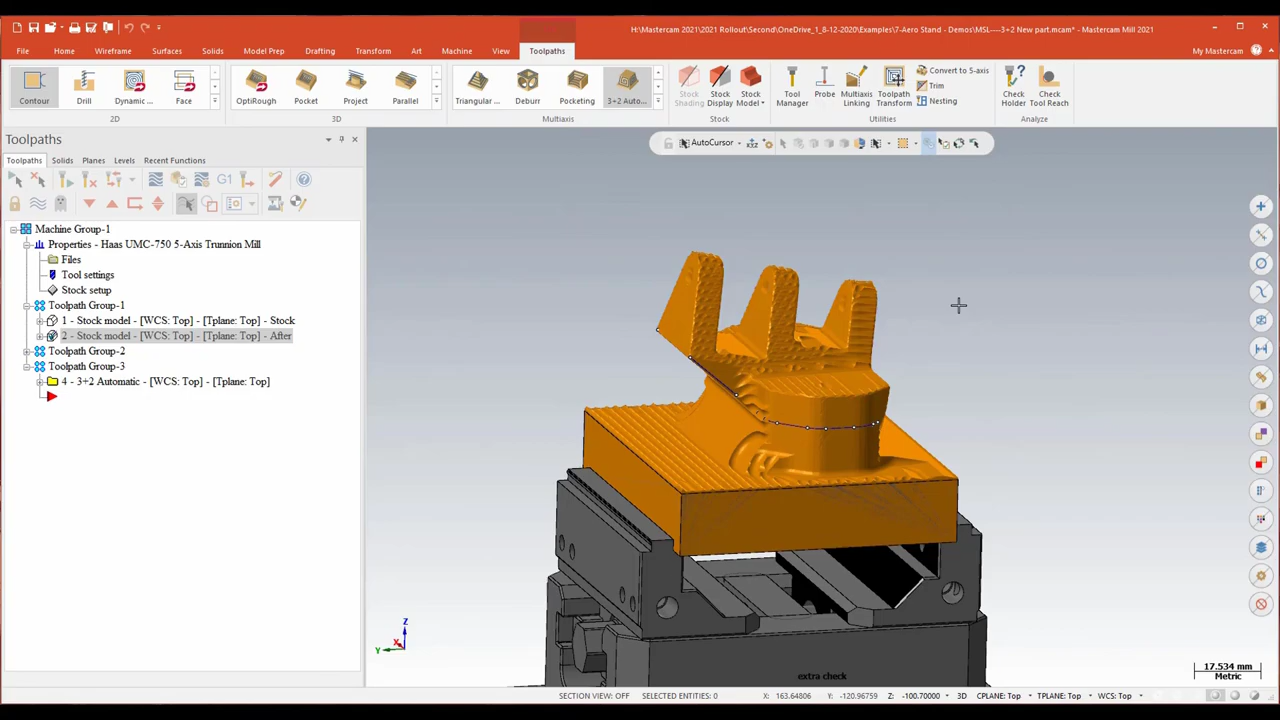 H:\Mastercam 2021\2021 Rollout\Second\OneDrive_1_8-12-2020\Examples\7-Aero Stand - Demos\MSL----3+2 New part.mcam* - Mastercam Mill 2021
File Home Wireframe Surfaces Solids Model Prep Drafting Transform Art Machine View Toolpaths My Mastercam
Contour Drill Dynamic ... Face
2D
OptiRough Pocket Project Parallel
3D
Triangular ... Deburr Pocketing 3+2 Auto...
Multiaxis
Stock Shading Stock Display Stock Model
Stock
Tool Manager Probe Multiaxis Linking Toolpath Transform
Convert to 5-axis
Trim
Nesting
Utilities
Check Holder Check Tool Reach
Analyze
Toolpaths
Toolpaths Solids Planes Levels Recent Functions
G1
AutoCursor
Machine Group-1
Properties - Haas UMC-750 5-Axis Trunnion Mill
Files
Tool settings
Stock setup
Toolpath Group-1
1 - Stock model - [WCS: Top] - [Tplane: Top] - Stock
2 - Stock model - [WCS: Top] - [Tplane: Top] - After
Toolpath Group-2
Toolpath Group-3
4 - 3+2 Automatic - [WCS: Top] - [Tplane: Top]
Z
X
Y
extra check
17.534 mm
Metric
SECTION VIEW: OFF SELECTED ENTITIES: 0 X: 163.64806 Y: -120.96759 Z: -100.70000 3D CPLANE: Top TPLANE: Top WCS: Top